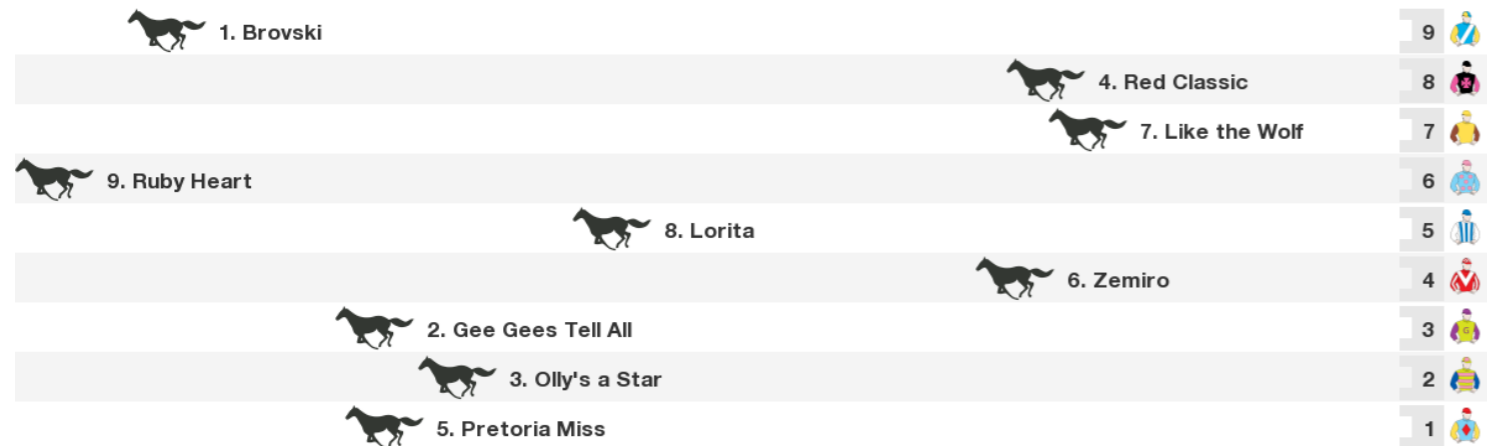 1. Brovski 9
4. Red Classic 8
7. Like the Wolf 7
9. Ruby Heart 6
8. Lorita 5
6. Zemiro 4
2. Gee Gees Tell All 3
G
3. Olly's a Star 2
5. Pretoria Miss 1